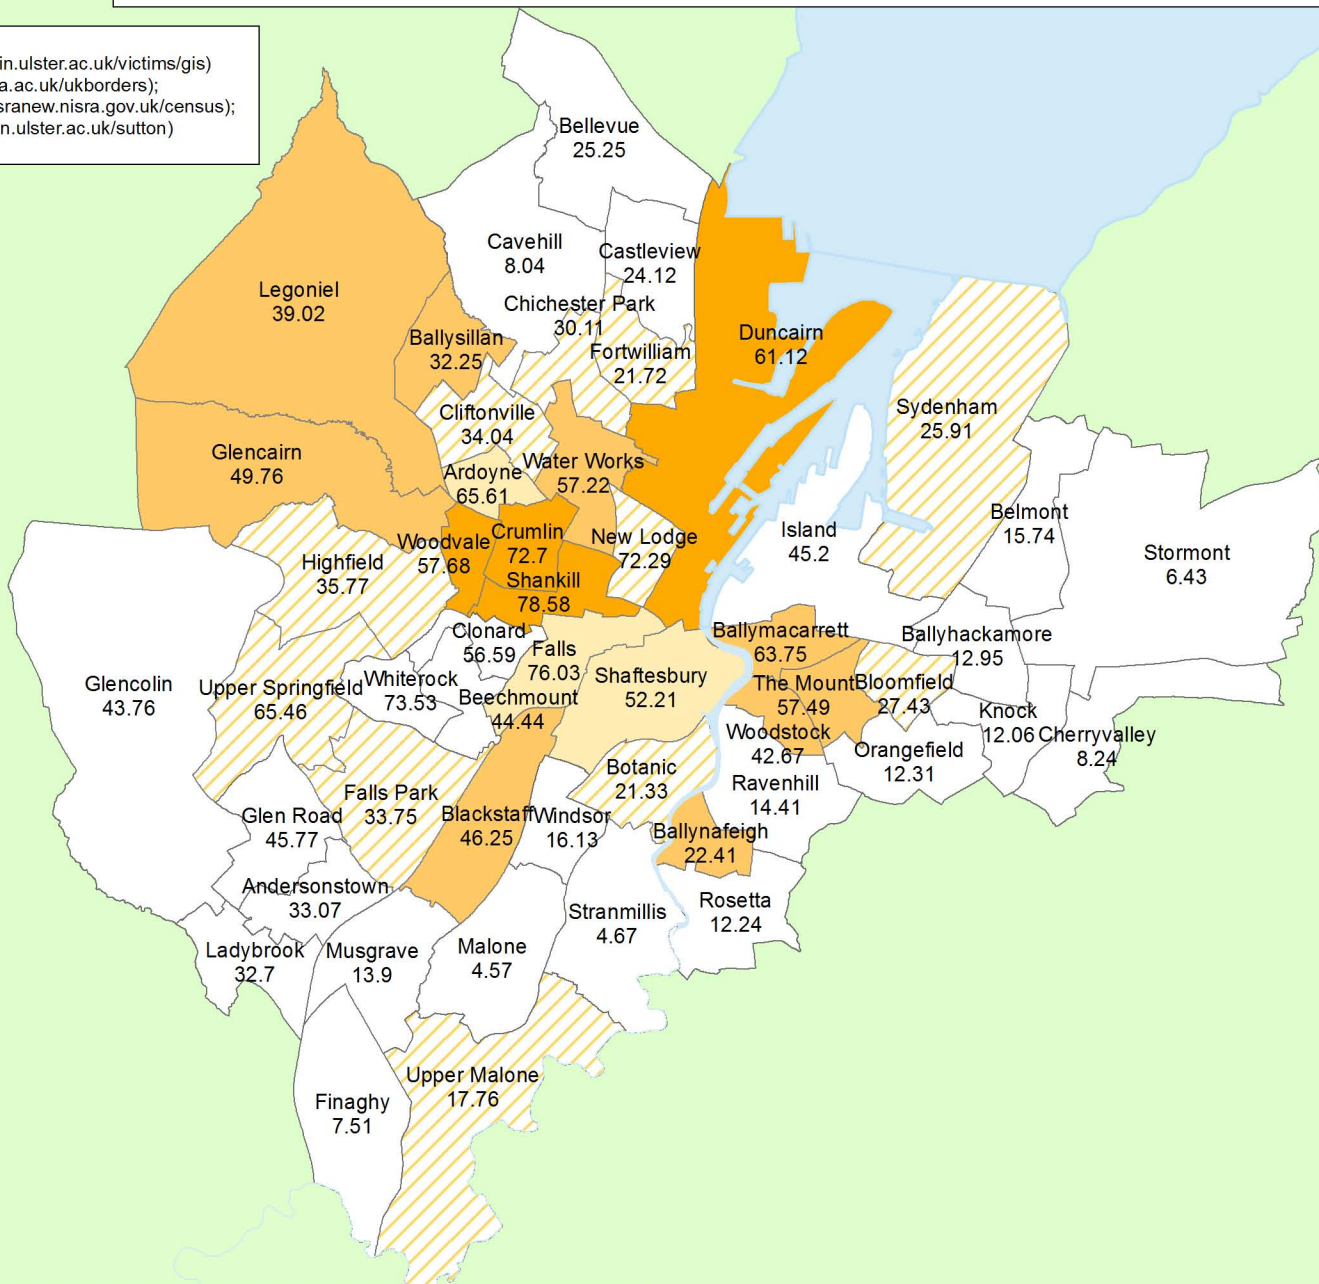 in.ulster.ac.uk/victims/gis)
a.ac.uk/ukborders);
sranew.nisra.gov.uk/census);
n.ulster.ac.uk/sutton)
Bellevue
25.25
Cavehill
8.04
Castleview
24.12
Legoniel
39.02
Chichester Park
30.11
Ballysillan
32.25
Fortwilliam
21.72
Duncairn
61.12
Cliftonville
34.04
Sydenham
25.91
Glencairn
49.76
Ardoyne
65.61
Water Works
57.22
Belmont
15.74
Woodvale
57.68
Crumlin
72.7
New Lodge
72.29
Island
45.2
Stormont
6.43
Highfield
35.77
Shankill
78.58
Clonard
56.59
Ballymacarrett
63.75
Ballyhackamore
12.95
Falls
76.03
Glencolin
43.76
Upper Springfield
65.46
Whiterock
73.53
Beechmount
44.44
Shaftesbury
52.21
The Mount
57.49
Bloomfield
27.43
Knock
12.06
Cherryvalley
8.24
Woodstock
42.67
Orangefield
12.31
Botanic
21.33
Ravenhill
14.41
Falls Park
33.75
Glen Road
45.77
Blackstaff
46.25
Windsor
16.13
Ballynafeigh
22.41
Andersonstown
33.07
Rosetta
12.24
Stranmillis
4.67
Ladybrook
32.7
Musgrave
13.9
Malone
4.57
Upper Malone
17.76
Finaghy
7.51